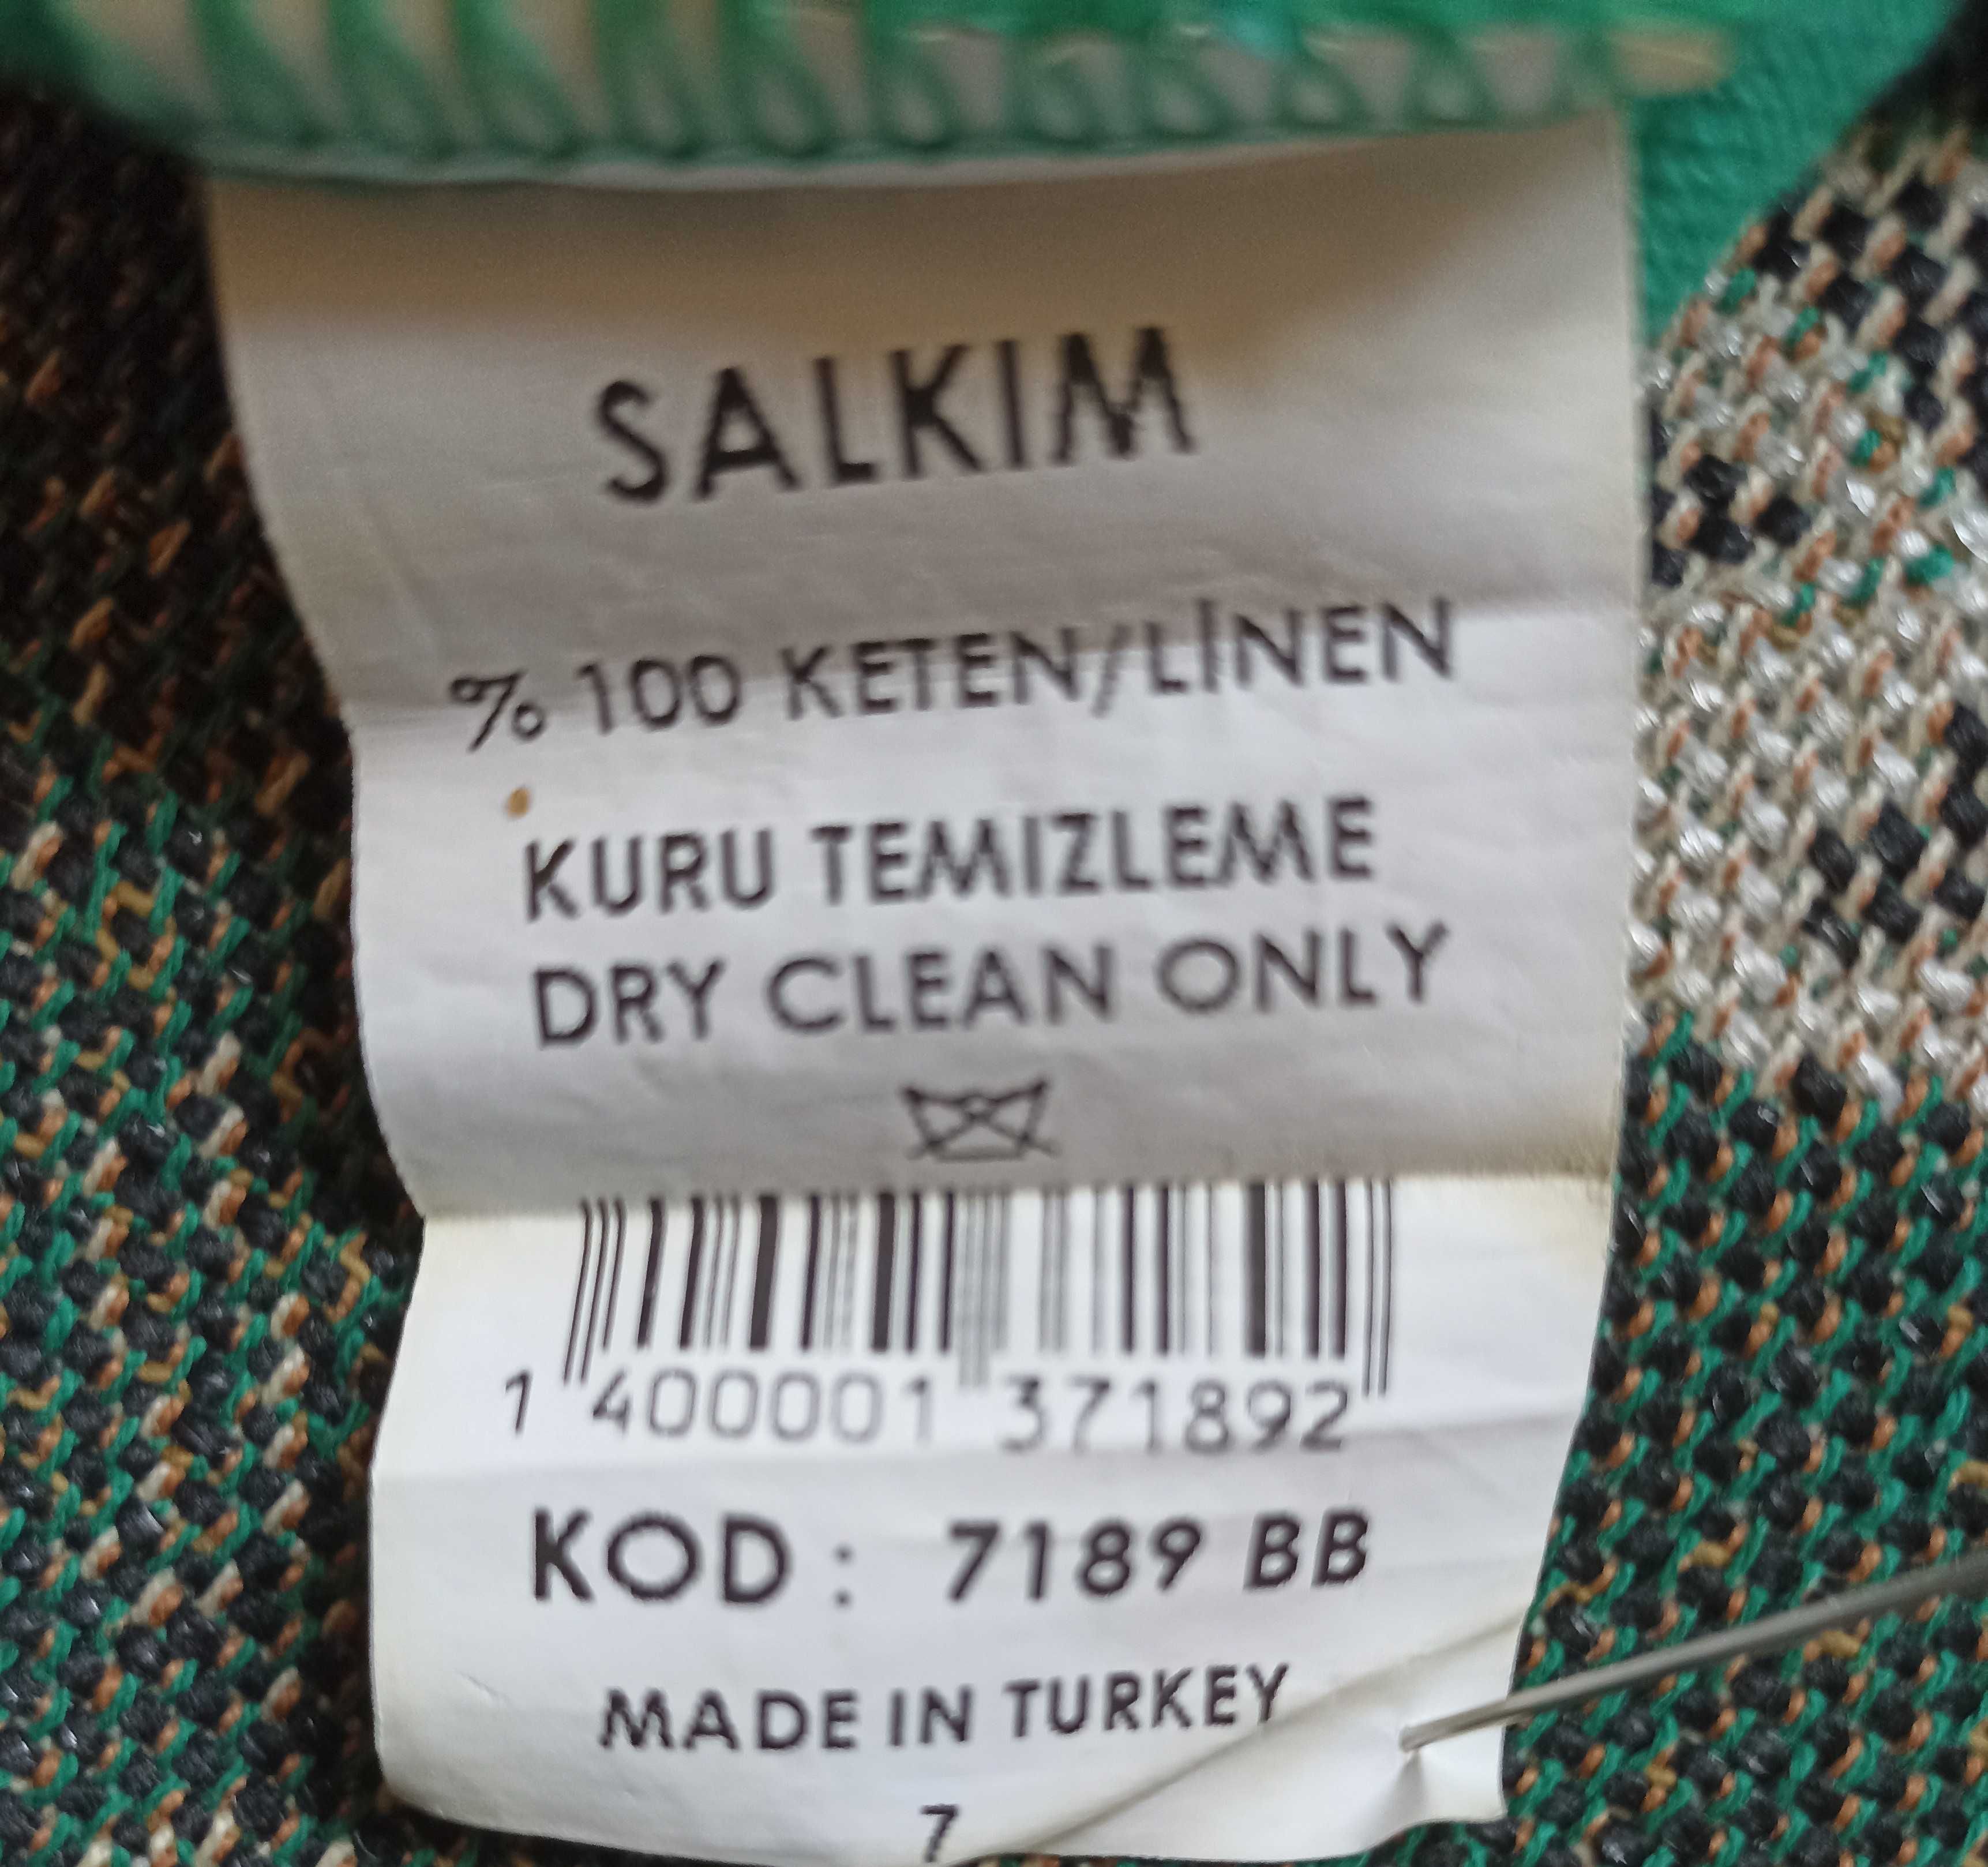 SALKIM
% 100 KETEN/LİNEN
KURU TEMIZLEME
DRY CLEAN ONLY
1 400001 371892
KOD : 7189 BB
MADE IN TURKEY
7